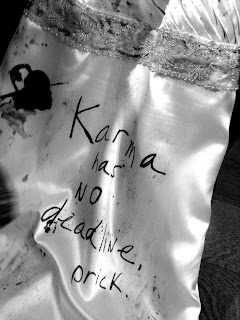 Karma
has
NO
deadline,
prick.